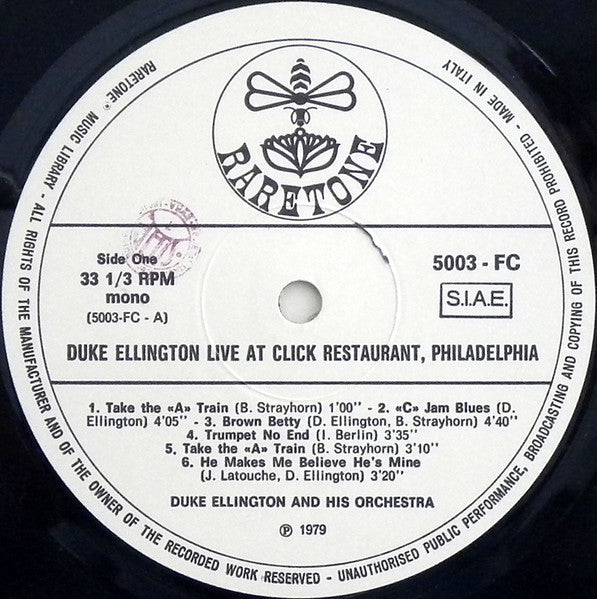 RARETONE
Side One
33 1/3 RPM
mono
(5003-FC - A)
5003 - FC
S.I.A.E.
DUKE ELLINGTON LIVE AT CLICK RESTAURANT, PHILADELPHIA
1. Take the «A» Train (B. Strayhorn) 1'00" - 2. «C» Jam Blues (D.
Ellington) 4'05" - 3. Brown Betty (D. Ellington, B. Strayhorn) 4'40"
4. Trumpet No End (I. Berlin) 3'35"
5. Take the «A» Train (B. Strayhorn) 3'10"
6. He Makes Me Believe He's Mine
(J. Latouche, D. Ellington) 3'20"
DUKE ELLINGTON AND HIS ORCHESTRA
℗ 1979
RARETONE® MUSIC LIBRARY - ALL RIGHTS OF THE MANUFACTURER AND OF THE OWNER OF THE RECORDED WORK RESERVED - UNAUTHORISED PUBLIC PERFORMANCE, BROADCASTING AND COPYING OF THIS RECORD PROHIBITED - MADE IN ITALY